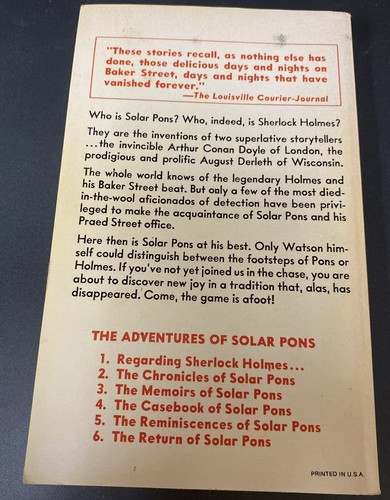 "These stories recall, as nothing else has
done, those delicious days and nights on
Baker Street, days and nights that have
vanished forever."
—The Louisville Courier-Journal
Who is Solar Pons? Who, indeed, is Sherlock Holmes?
They are the inventions of two superlative storytellers
...the invincible Arthur Conan Doyle of London, the
prodigious and prolific August Derleth of Wisconsin.
The whole world knows of the legendary Holmes and
his Baker Street beat. But only a few of the most died-
in-the-wool aficionados of detection have been privi-
leged to make the acquaintance of Solar Pons and his
Praed Street office.
Here then is Solar Pons at his best. Only Watson him-
self could distinguish between the footsteps of Pons or
Holmes. If you've not yet joined us in the chase, you are
about to discover new joy in a tradition that, alas, has
disappeared. Come, the game is afoot!
THE ADVENTURES OF SOLAR PONS
1. Regarding Sherlock Holmes...
2. The Chronicles of Solar Pons
3. The Memoirs of Solar Pons
4. The Casebook of Solar Pons
5. The Reminiscences of Solar Pons
6. The Return of Solar Pons
PRINTED IN U.S.A.